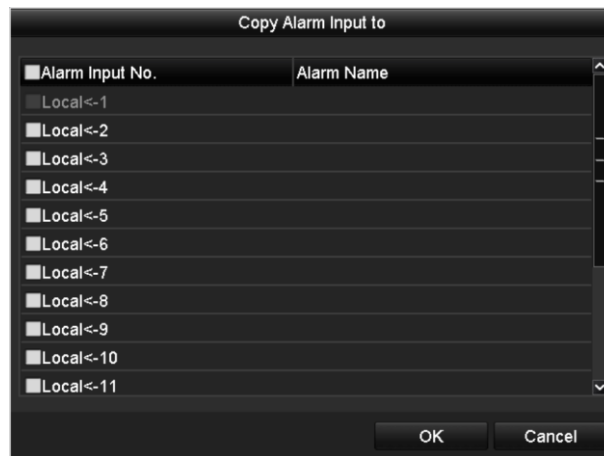 Copy Alarm Input to
Alarm Input No. Alarm Name
Local<-1
Local<-2
Local<-3
Local<-4
Local<-5
Local<-6
Local<-7
Local<-8
Local<-9
Local<-10
Local<-11
OK Cancel